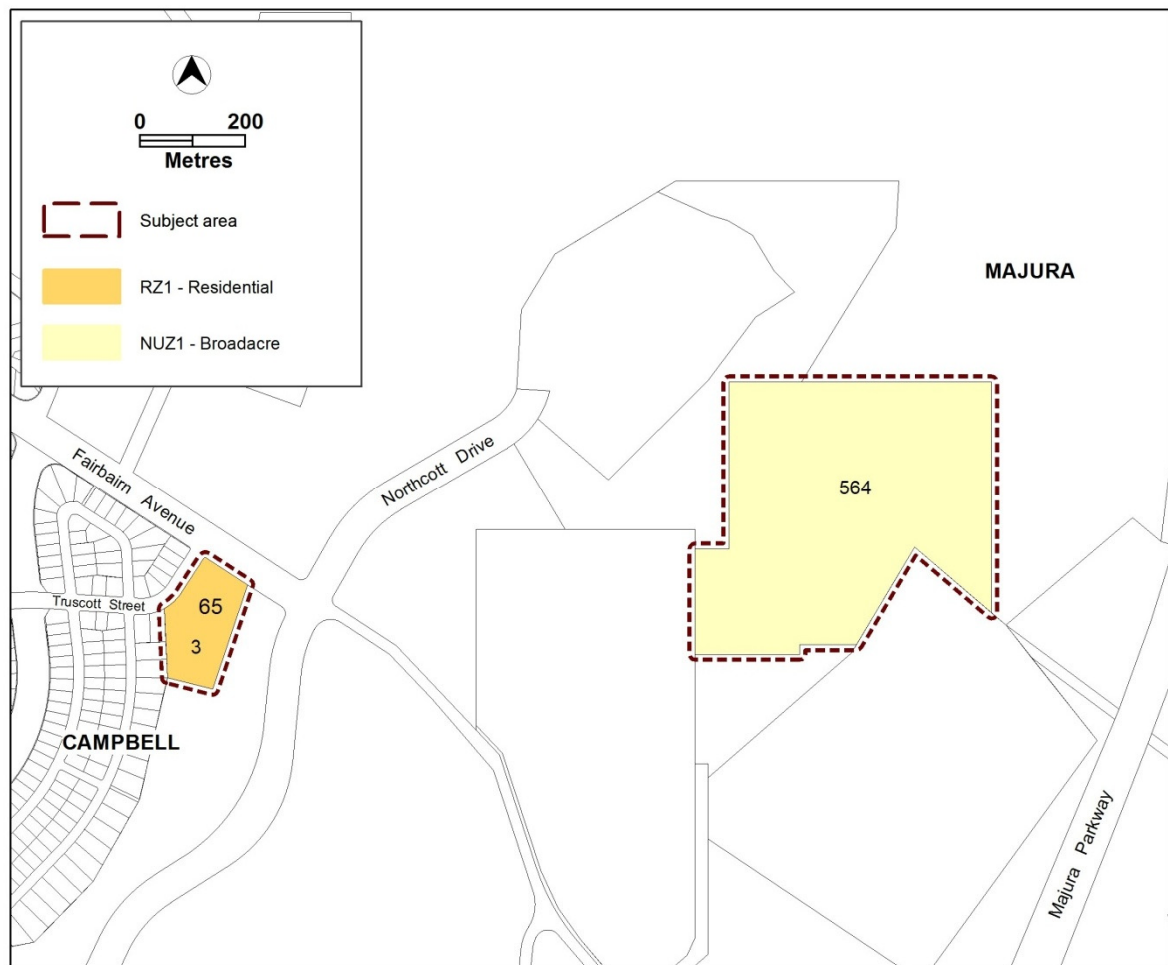 0 200
Metres
Subject area
RZ1 - Residential
NUZ1 - Broadacre
MAJURA
Northcott Drive
564
Fairbairn Avenue
65
Truscott Street
3
CAMPBELL
Majura Parkway